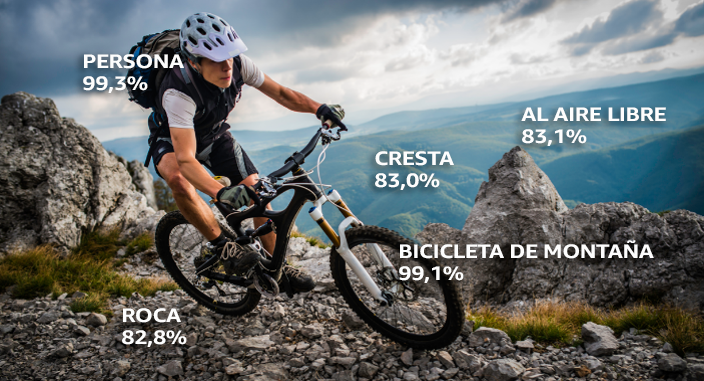 PERSONA
99,3%
AL AIRE LIBRE
83,1%
CRESTA
83,0%
BICICLETA DE MONTAÑA
99,1%
ROCA
82,8%